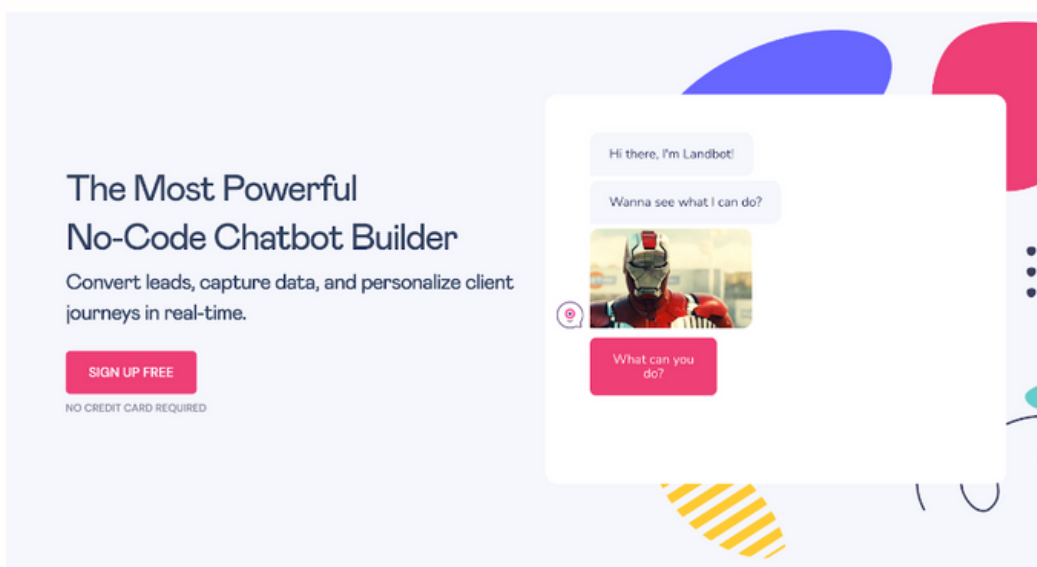 The Most Powerful
No-Code Chatbot Builder
Convert leads, capture data, and personalize client
journeys in real-time.
SIGN UP FREE
NO CREDIT CARD REQUIRED
Hi there, I'm Landbot!
Wanna see what I can do?
What can you
do?